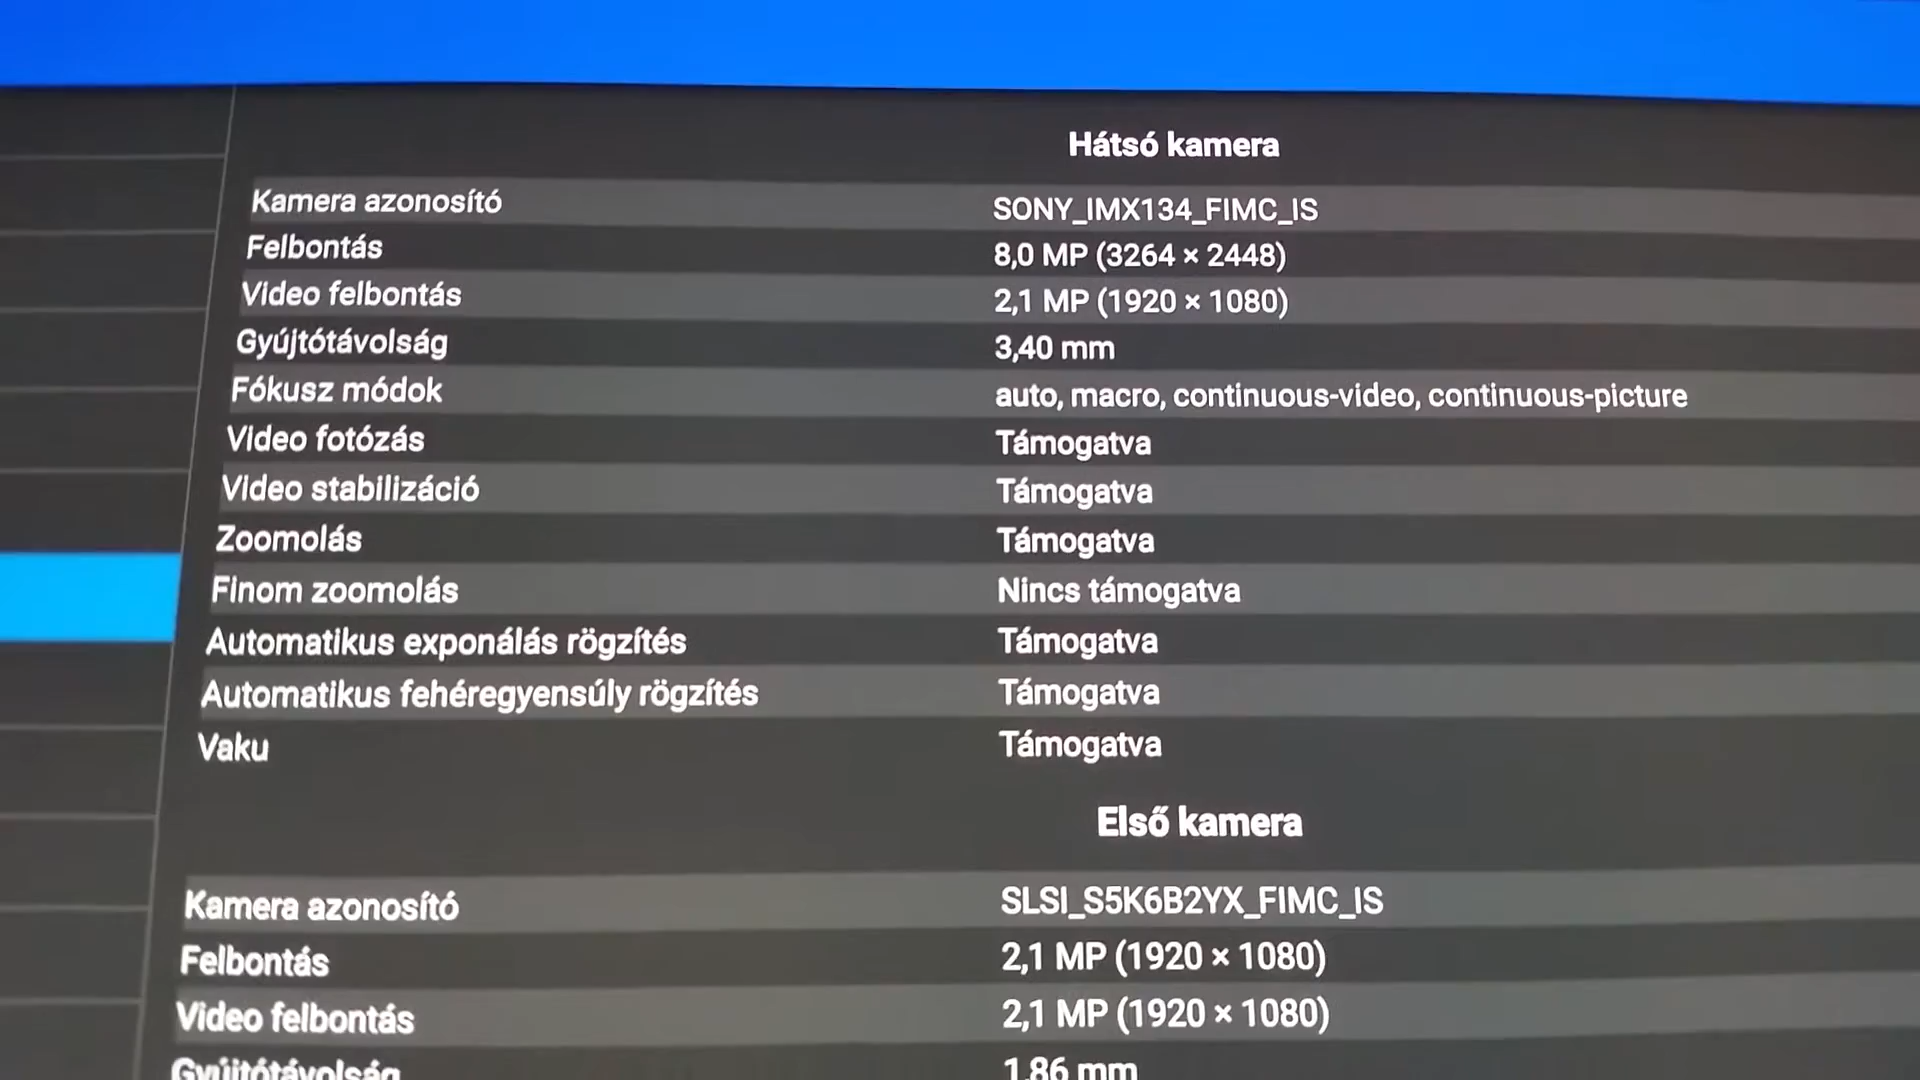 Hátsó kamera
Kamera azonosító SONY_IMX134_FIMC_IS
Felbontás 8,0 MP (3264 × 2448)
Video felbontás 2,1 MP (1920 × 1080)
Gyújtótávolság 3,40 mm
Fókusz módok auto, macro, continuous-video, continuous-picture
Video fotózás Támogatva
Video stabilizáció Támogatva
Zoomolás Támogatva
Finom zoomolás Nincs támogatva
Automatikus exponálás rögzítés Támogatva
Automatikus fehéregyensúly rögzítés Támogatva
Vaku Támogatva
Első kamera
Kamera azonosító SLSI_S5K6B2YX_FIMC_IS
Felbontás 2,1 MP (1920 × 1080)
Video felbontás 2,1 MP (1920 × 1080)
Gyújtótávolság 1,86 mm